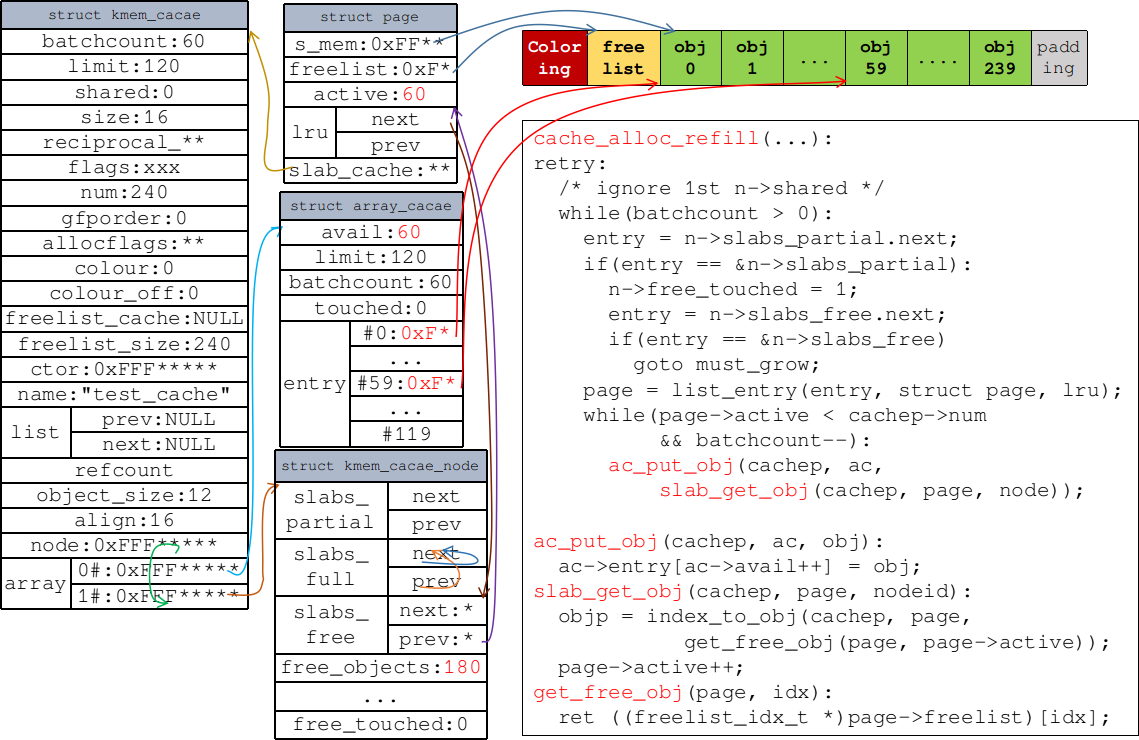 struct kmem_cacae
batchcount:60
limit:120
shared:0
size:16
reciprocal_**
flags:xxx
num:240
gfporder:0
allocflags:**
colour:0
colour_off:0
freelist_cache:NULL
freelist_size:240
ctor:0xFFF*****
name:"test_cache"
list
prev:NULL
next:NULL
refcount
object_size:12
align:16
node:0xFFF*****
array
0#:0xFFF*****
1#:0xFFF*****
struct page
s_mem:0xFF**
freelist:0xF*
active:60
lru
next
prev
slab_cache:**
struct array_cacae
avail:60
limit:120
batchcount:60
touched:0
entry
#0:0xF*
...
#59:0xF*
...
#119
struct kmem_cacae_node
slabs_
partial
next
prev
slabs_
full
next
prev
slabs_
free
next:*
prev:*
free_objects:180
...
free_touched:0
Color
ing
free
list
obj
0
obj
1
...
obj
59
....
obj
239
padd
ing
cache_alloc_refill(...):
retry:
/* ignore 1st n->shared */
while(batchcount > 0):
entry = n->slabs_partial.next;
if(entry == &n->slabs_partial):
n->free_touched = 1;
entry = n->slabs_free.next;
if(entry == &n->slabs_free)
goto must_grow;
page = list_entry(entry, struct page, lru);
while(page->active < cachep->num
&& batchcount--):
ac_put_obj(cachep, ac,
slab_get_obj(cachep, page, node));
ac_put_obj(cachep, ac, obj):
ac->entry[ac->avail++] = obj;
slab_get_obj(cachep, page, nodeid):
objp = index_to_obj(cachep, page,
get_free_obj(page, page->active));
page->active++;
get_free_obj(page, idx):
ret ((freelist_idx_t *)page->freelist)[idx];